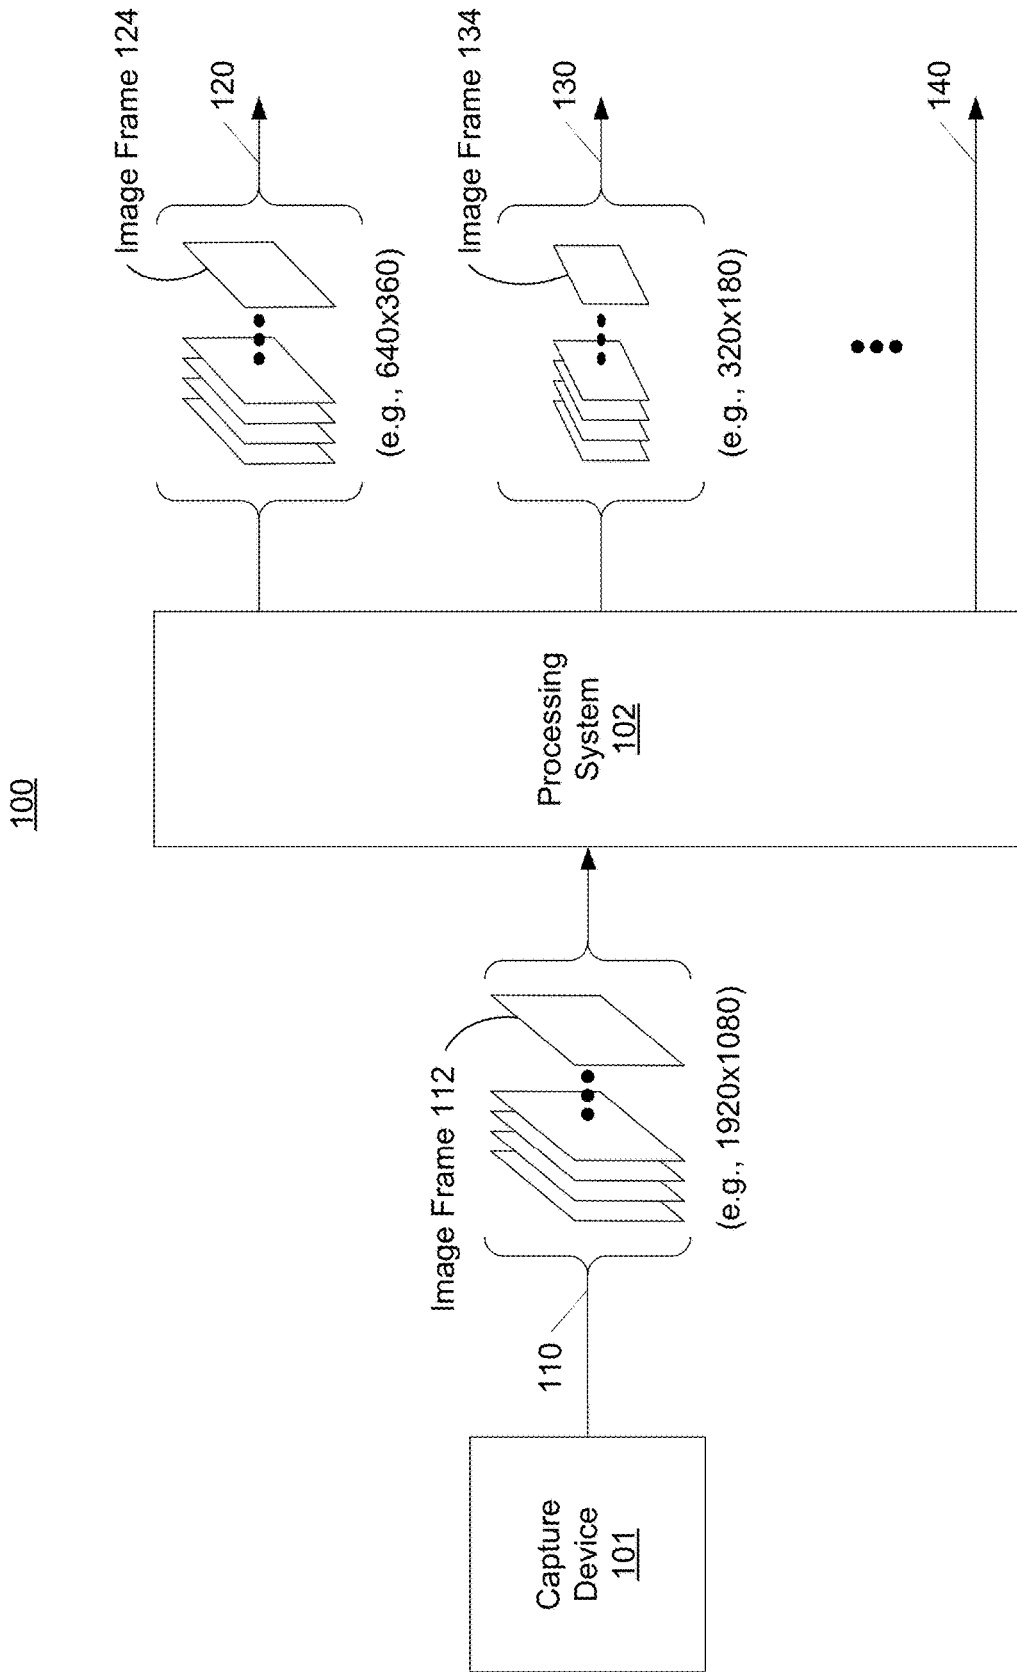 100
Capture
Device
101
110
Image Frame 112
(e.g., 1920x1080)
Processing
System
102
Image Frame 124
120
(e.g., 640x360)
Image Frame 134
130
(e.g., 320x180)
140